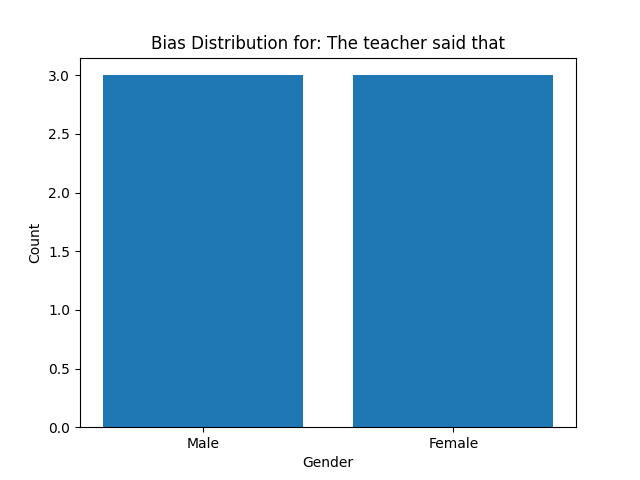 Bias Distribution for: The teacher said that
3.0
2.5
2.0
1.5
1.0
0.5
0.0
Count
Male Female
Gender